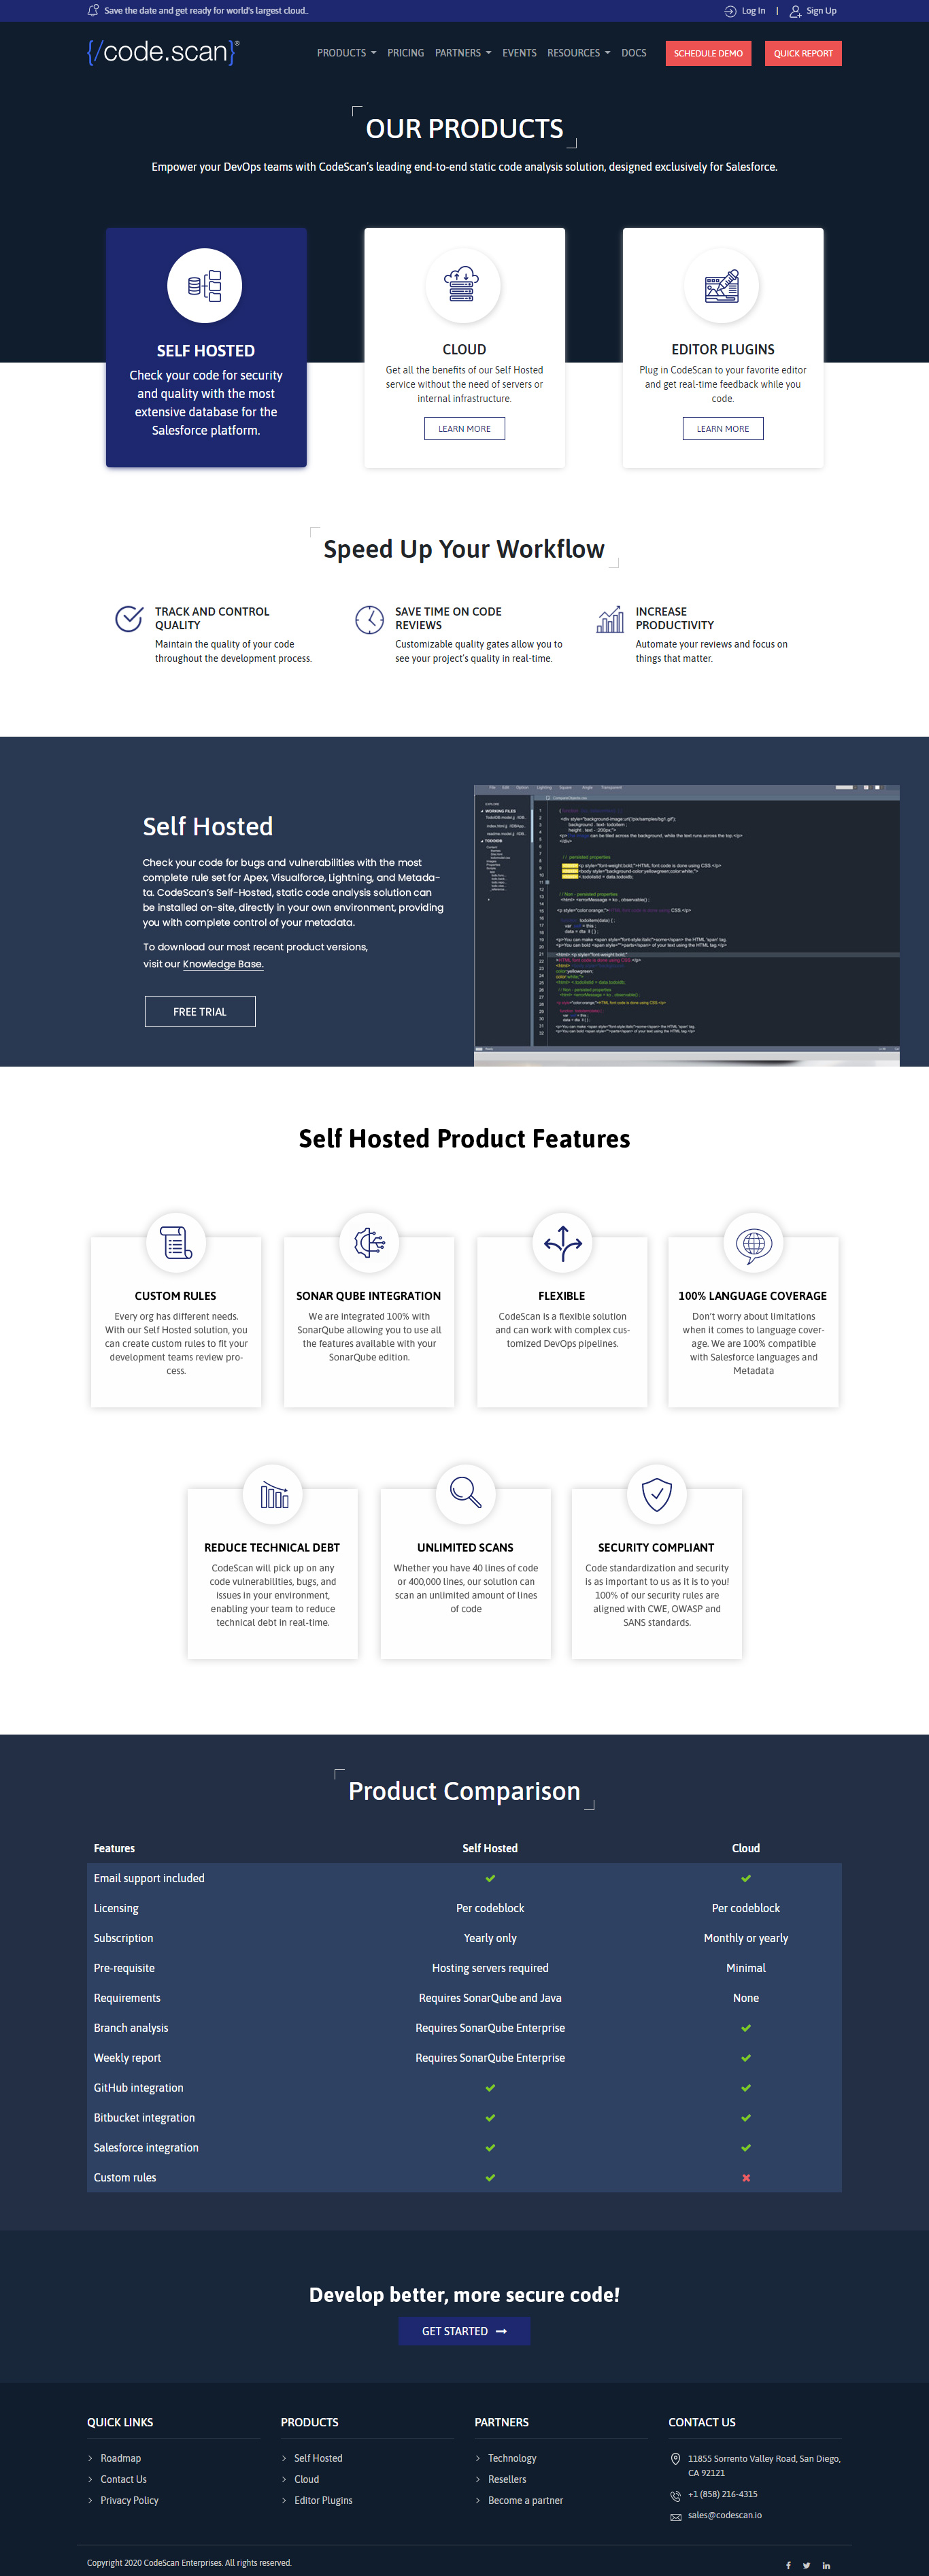 Save the date and get ready for world's largest cloud..
Log In | Sign Up
{/code.scan}®
PRODUCTS PRICING PARTNERS EVENTS RESOURCES DOCS SCHEDULE DEMO QUICK REPORT
OUR PRODUCTS
Empower your DevOps teams with CodeScan's leading end-to-end static code analysis solution, designed exclusively for Salesforce.
SELF HOSTED
Check your code for security
and quality with the most
extensive database for the
Salesforce platform.
CLOUD
Get all the benefits of our Self Hosted
service without the need of servers or
internal infrastructure.
LEARN MORE
EDITOR PLUGINS
Plug in CodeScan to your favorite editor
and get real-time feedback while you
code.
LEARN MORE
Speed Up Your Workflow
TRACK AND CONTROL
QUALITY
Maintain the quality of your code
throughout the development process.
SAVE TIME ON CODE
REVIEWS
Customizable quality gates allow you to
see your project's quality in real-time.
INCREASE
PRODUCTIVITY
Automate your reviews and focus on
things that matter.
Self Hosted
Check your code for bugs and vulnerabilities with the most
complete rule set for Apex, Visualforce, Lightning, and Metada-
ta. CodeScan's Self-Hosted, static code analysis solution can
be installed on-site, directly in your own environment, providing
you with complete control of your metadata.
To download our most recent product versions,
visit our Knowledge Base.
FREE TRIAL
Self Hosted Product Features
CUSTOM RULES
Every org has different needs.
With our Self Hosted solution, you
can create custom rules to fit your
development teams review pro-
cess.
SONAR QUBE INTEGRATION
We are integrated 100% with
SonarQube allowing you to use all
the features available with your
SonarQube edition.
FLEXIBLE
CodeScan is a flexible solution
and can work with complex cus-
tomized DevOps pipelines.
100% LANGUAGE COVERAGE
Don't worry about limitations
when it comes to language cover-
age. We are 100% compatible
with Salesforce languages and
Metadata
REDUCE TECHNICAL DEBT
CodeScan will pick up on any
code vulnerabilities, bugs, and
issues in your environment,
enabling your team to reduce
technical debt in real-time.
UNLIMITED SCANS
Whether you have 40 lines of code
or 400,000 lines, our solution can
scan an unlimited amount of lines
of code
SECURITY COMPLIANT
Code standardization and security
is as important to us as it is to you!
100% of our security rules are
aligned with CWE, OWASP and
SANS standards.
Product Comparison
Features Self Hosted Cloud
Email support included
Licensing Per codeblock Per codeblock
Subscription Yearly only Monthly or yearly
Pre-requisite Hosting servers required Minimal
Requirements Requires SonarQube and Java None
Branch analysis Requires SonarQube Enterprise
Weekly report Requires SonarQube Enterprise
GitHub integration
Bitbucket integration
Salesforce integration
Custom rules
Develop better, more secure code!
GET STARTED
QUICK LINKS
Roadmap
Contact Us
Privacy Policy
PRODUCTS
Self Hosted
Cloud
Editor Plugins
PARTNERS
Technology
Resellers
Become a partner
CONTACT US
11855 Sorrento Valley Road, San Diego,
CA 92121
+1 (858) 216-4315
sales@codescan.io
Copyright 2020 CodeScan Enterprises. All rights reserved.